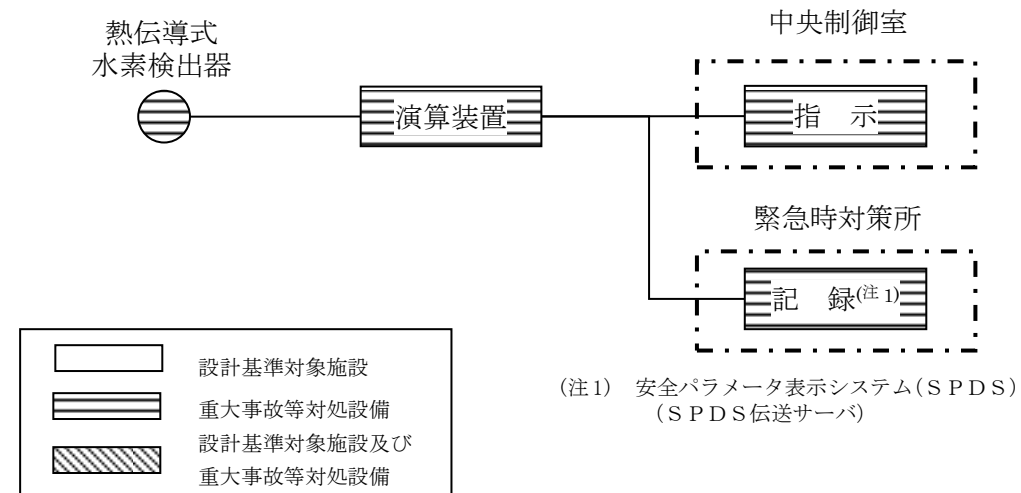 熱伝導式
水素検出器
演算装置
中央制御室
指　示
緊急時対策所
記　録(注1)
(注1)　安全パラメータ表示システム(ＳＰＤＳ)
(ＳＰＤＳ伝送サーバ)
設計基準対象施設
重大事故等対処設備
設計基準対象施設及び
重大事故等対処設備